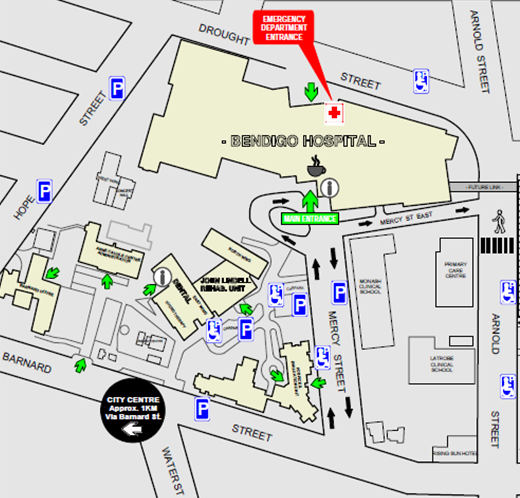 EMERGENCY
DEPARTMENT
ENTRANCE
DROUGHT
STREET
ARNOLD STREET
P
STREET
- BENDIGO HOSPITAL -
P
HOPE
i
MAIN ENTRANCE
- FUTURE LINK -
MERCY ST EAST
i
DENTAL
JOHN LINDELL
REHAB. UNIT
MONASH
CLINICAL
SCHOOL
PRIMARY
CARE
CENTRE
P
P
P
MERCY STREET
ARNOLD
STREET
LATROBE
CLINICAL
SCHOOL
BARNARD
STREET
CITY CENTRE
Approx. 1KM
Via Barnard St.
P
WATER ST
RISING SUN HOTEL